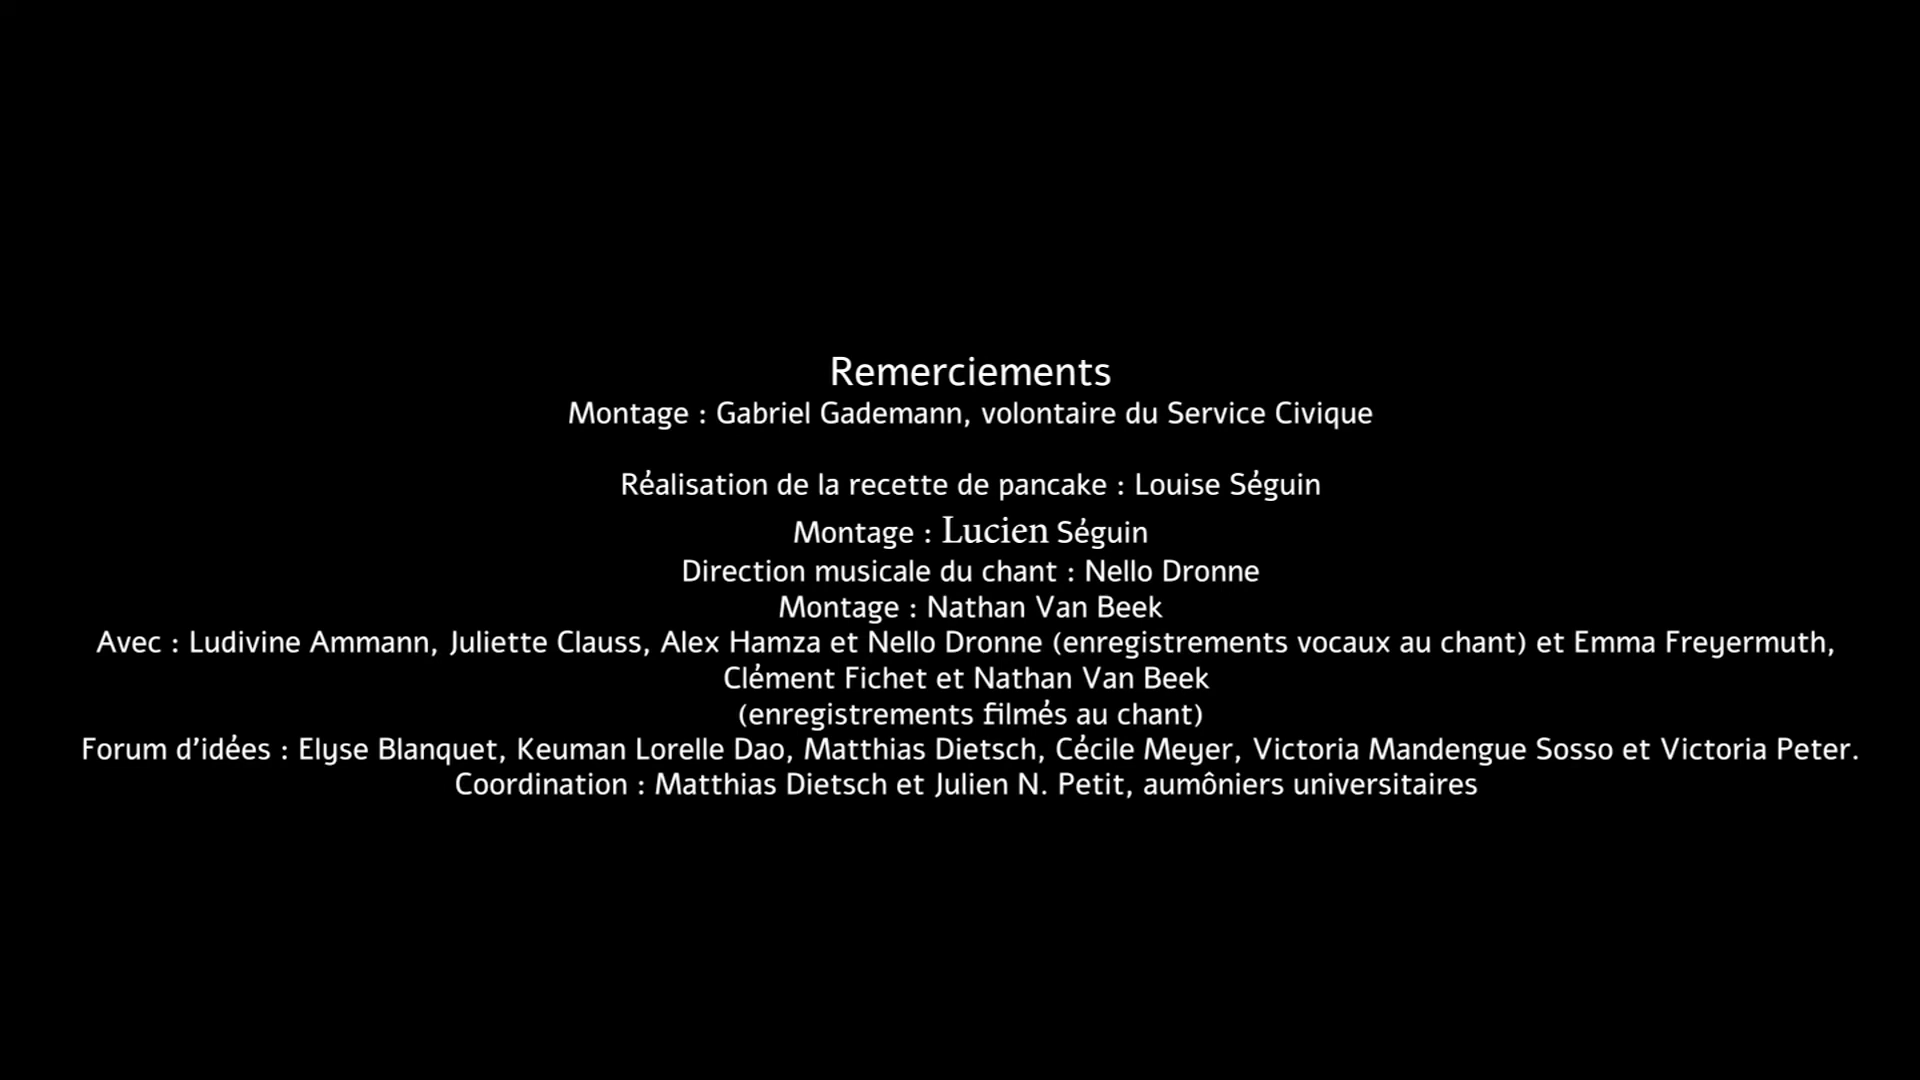 Remerciements
Montage : Gabriel Gademann, volontaire du Service Civique
Réalisation de la recette de pancake : Louise Séguin
Montage : Lucien Séguin
Direction musicale du chant : Nello Dronne
Montage : Nathan Van Beek
Avec : Ludivine Ammann, Juliette Clauss, Alex Hamza et Nello Dronne (enregistrements vocaux au chant) et Emma Freyermuth,
Clément Fichet et Nathan Van Beek
(enregistrements filmés au chant)
Forum d’idées : Elyse Blanquet, Keuman Lorelle Dao, Matthias Dietsch, Cécile Meyer, Victoria Mandengue Sosso et Victoria Peter.
Coordination : Matthias Dietsch et Julien N. Petit, aumôniers universitaires